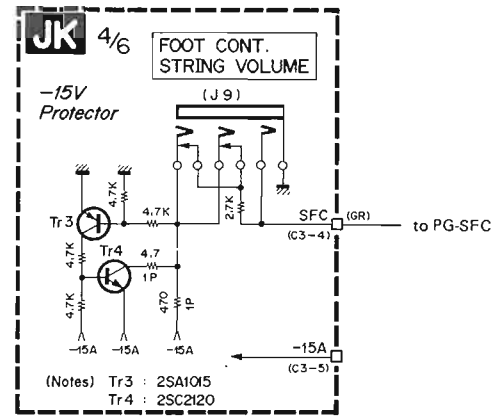 JK 4/6
FOOT CONT.
STRING VOLUME
-15V
Protector
(J9)
4.7K
Tr3
4.7K
2.7K
SFC
(GR)
to PG-SFC
(C3-4)
4.7K
Tr4
4.7
1P
4.7K
470
1P
-15A
-15A
-15A
-15A
(C3-5)
(Notes) Tr3 : 2SA1015
Tr4 : 2SC2120